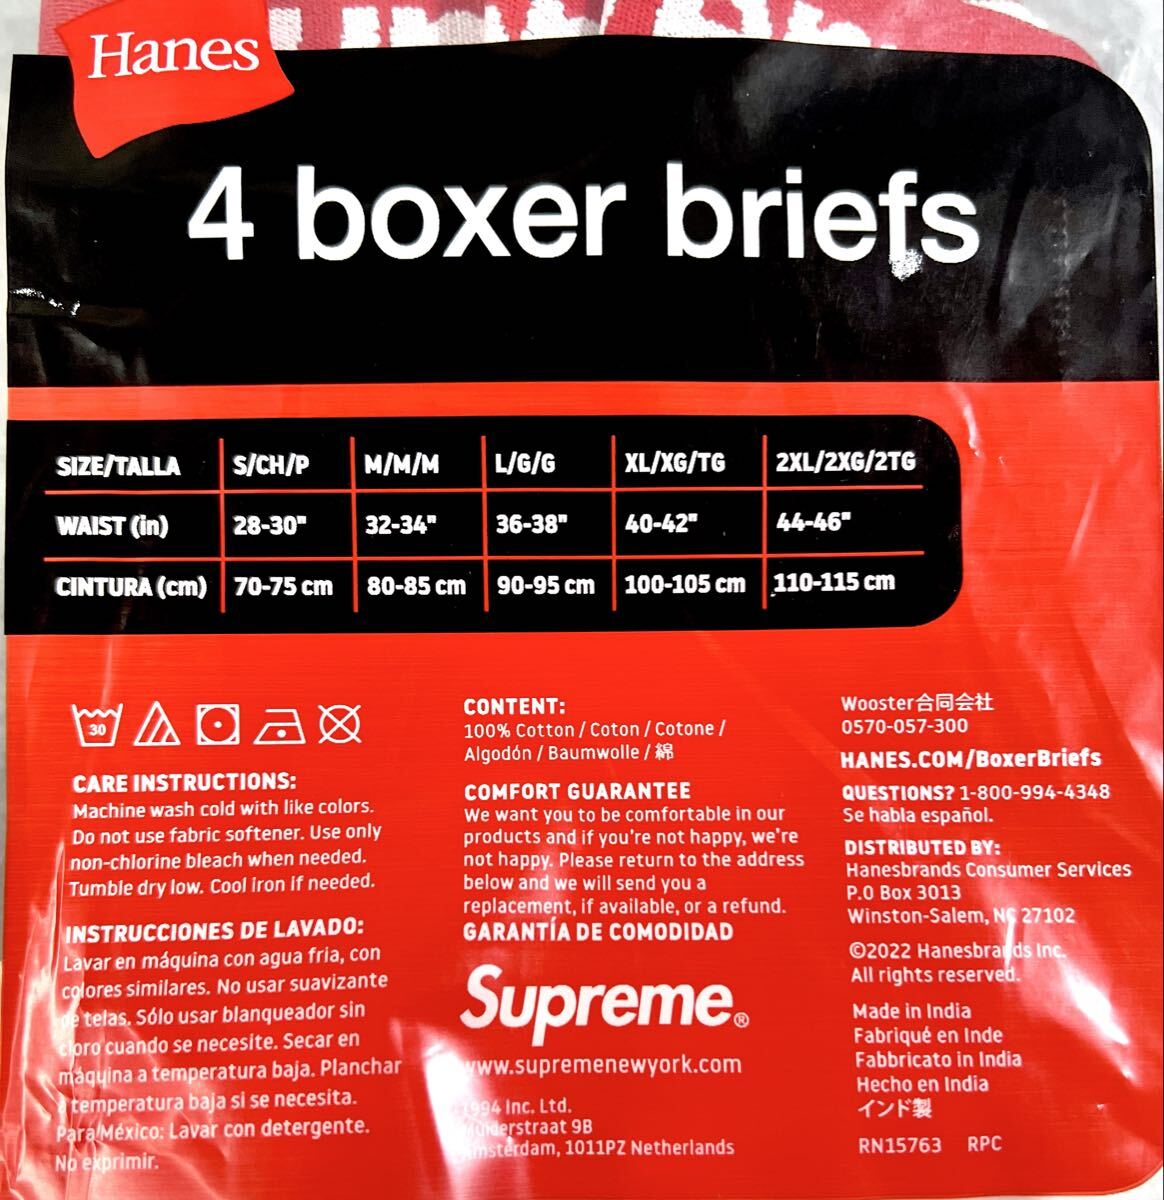 Hanes
4 boxer briefs
SIZE/TALLA S/CH/P M/M/M L/G/G XL/XG/TG 2XL/2XG/2TG
WAIST (in) 28-30" 32-34" 36-38" 40-42" 44-46"
CINTURA (cm) 70-75 cm 80-85 cm 90-95 cm 100-105 cm 110-115 cm
30
CARE INSTRUCTIONS:
Machine wash cold with like colors.
Do not use fabric softener. Use only
non-chlorine bleach when needed.
Tumble dry low. Cool iron if needed.
INSTRUCCIONES DE LAVADO:
Lavar en máquina con agua fria, con
colores similares. No usar suavizante
de telas. Sólo usar blanqueador sin
cloro cuando se necesite. Secar en
máquina a temperatura baja. Planchar
a temperatura baja si se necesita.
Para México: Lavar con detergente.
No exprimir.
CONTENT:
100% Cotton / Coton / Cotone /
Algodón / Baumwolle / 綿
COMFORT GUARANTEE
We want you to be comfortable in our
products and if you're not happy, we're
not happy. Please return to the address
below and we will send you a
replacement, if available, or a refund.
GARANTÍA DE COMODIDAD
Supreme®
www.supremenewyork.com
1994 Inc. Ltd.
Muiderstraat 9B
Amsterdam, 1011PZ Netherlands
Wooster合同会社
0570-057-300
HANES.COM/BoxerBriefs
QUESTIONS? 1-800-994-4348
Se habla español.
DISTRIBUTED BY:
Hanesbrands Consumer Services
P.O Box 3013
Winston-Salem, NC 27102
©2022 Hanesbrands Inc.
All rights reserved.
Made in India
Fabriqué en Inde
Fabbricato in India
Hecho en India
インド製
RN15763 RPC